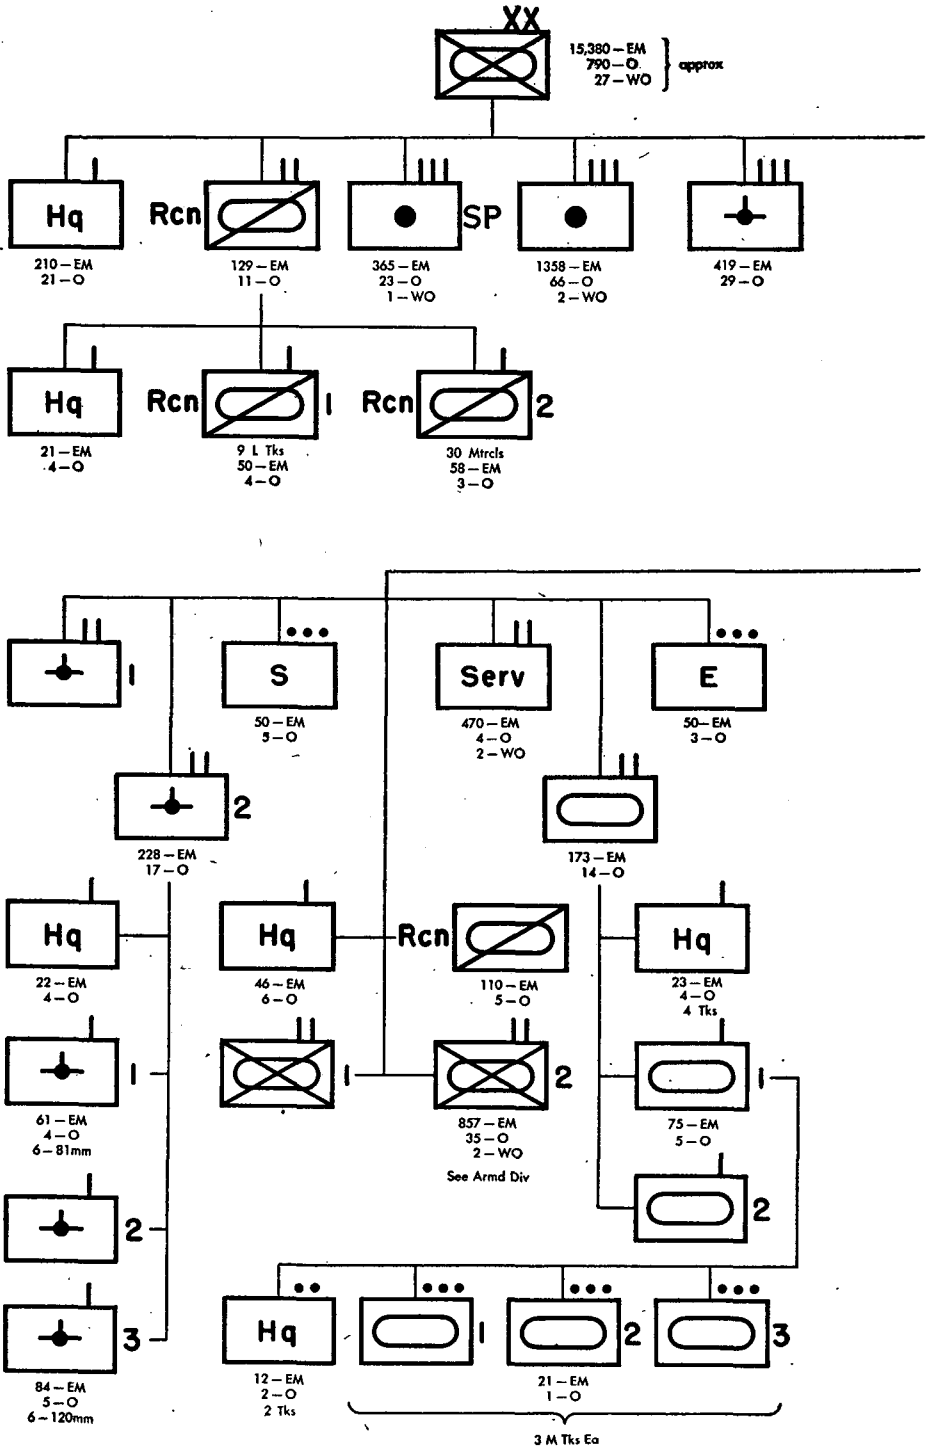 XX
15,380—EM
790—O
27—WO
approx
Hq
210—EM
21—O
Rcn
129—EM
11—O
SP
365—EM
23—O
1—WO
1358—EM
66—O
2—WO
419—EM
29—O
Hq
21—EM
4—O
Rcn
1
9 L Tks
50—EM
4—O
Rcn
2
30 Mtrcls
58—EM
3—O
1
S
50—EM
5—O
Serv
470—EM
4—O
2—WO
E
50—EM
3—O
2
228—EM
17—O
173—EM
14—O
Hq
22—EM
4—O
Hq
46—EM
6—O
Rcn
110—EM
5—O
Hq
23—EM
4—O
4 Tks
1
61—EM
4—O
6—81mm
1
2
857—EM
35—O
2—WO
See Armd Div
1
75—EM
5—O
2
2
3
84—EM
5—O
6—120mm
Hq
12—EM
2—O
2 Tks
1
2
21—EM
1—O
3
3 M Tks Ea